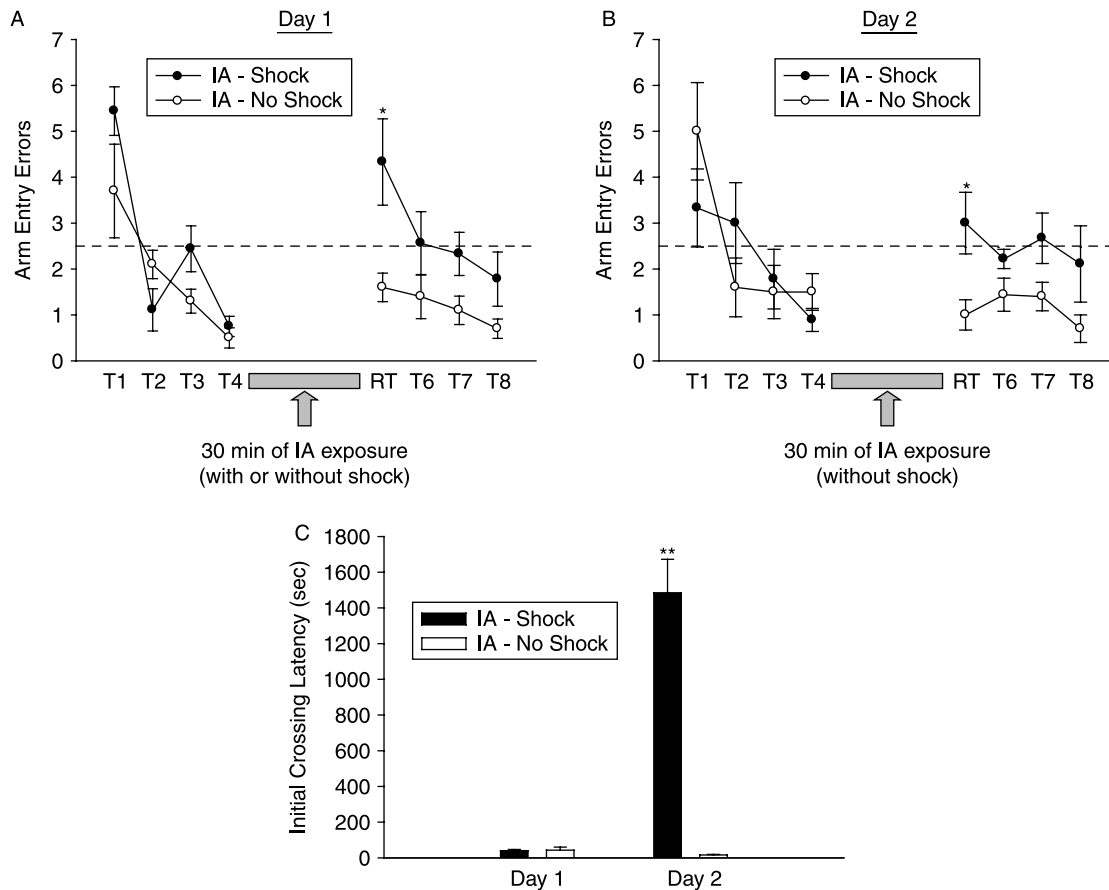 A
Day 1
7
6
5
4
3
2
1
0
Arm Entry Errors
IA - Shock
IA - No Shock
*
T1 T2 T3 T4 RT T6 T7 T8
30 min of IA exposure
(with or without shock)
B
Day 2
7
6
5
4
3
2
1
0
Arm Entry Errors
IA - Shock
IA - No Shock
*
T1 T2 T3 T4 RT T6 T7 T8
30 min of IA exposure
(without shock)
C
1800
1600
1400
1200
1000
800
600
400
200
0
Initial Crossing Latency (sec)
IA - Shock
IA - No Shock
**
Day 1 Day 2